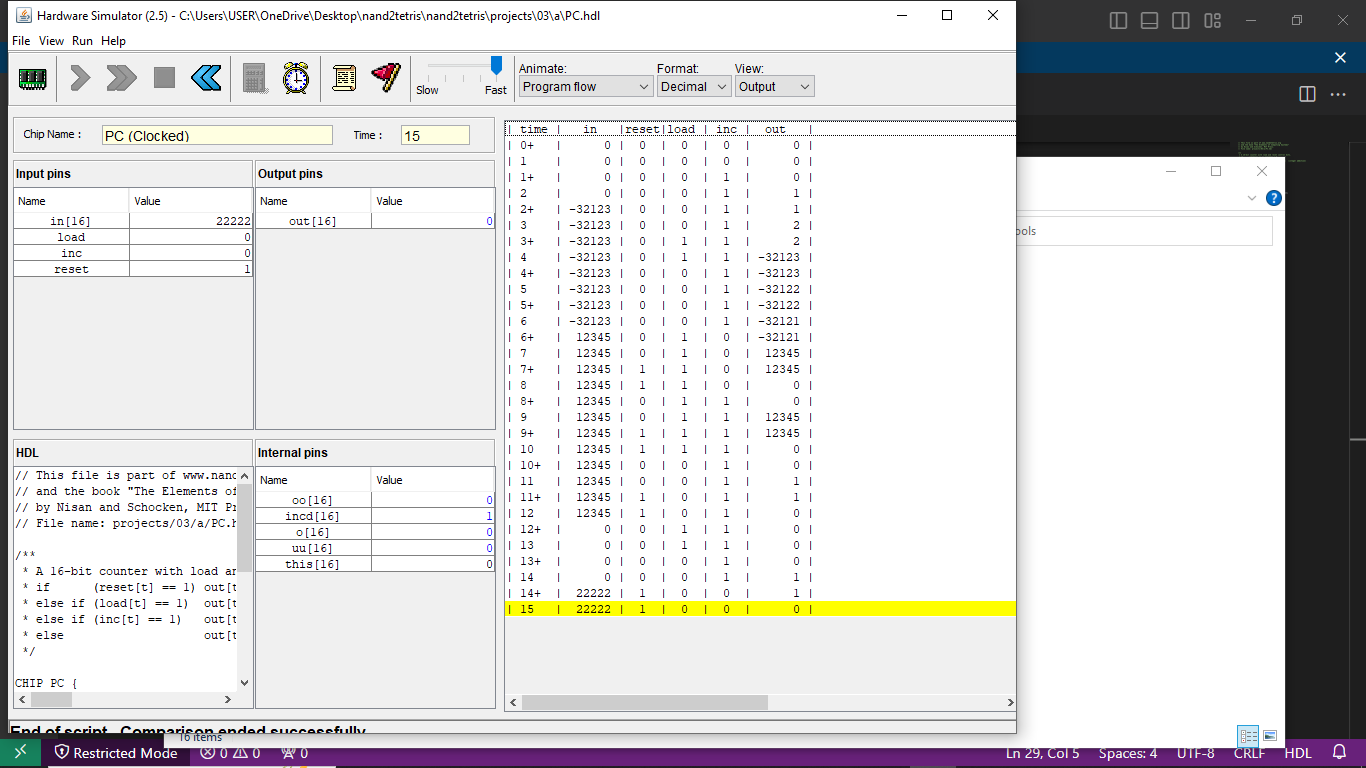 Hardware Simulator (2.5) - C:\Users\USER\OneDrive\Desktop\nand2tetris\nand2tetris\projects\03\a\PC.hdl
File View Run Help
Slow Fast
Animate: Format: View:
Program flow Decimal Output
Chip Name : PC (Clocked) Time : 15
Input pins
Name Value
in[16] 22222
load 0
inc 0
reset 1
Output pins
Name Value
out[16] 0
HDL
// This file is part of www.nand
// and the book "The Elements of
// by Nisan and Schocken, MIT Pr
// File name: projects/03/a/PC.h
/**
* A 16-bit counter with load an
* if (reset[t] == 1) out[t
* else if (load[t] == 1) out[t
* else if (inc[t] == 1) out[t
* else out[t
*/
CHIP PC {
Internal pins
Name Value
oo[16] 0
incd[16] 1
o[16] 0
uu[16] 0
this[16] 0
| time | in |reset|load | inc | out |
| 0+ | 0 | 0 | 0 | 0 | 0 |
| 1 | 0 | 0 | 0 | 0 | 0 |
| 1+ | 0 | 0 | 0 | 1 | 0 |
| 2 | 0 | 0 | 0 | 1 | 1 |
| 2+ | -32123 | 0 | 0 | 1 | 1 |
| 3 | -32123 | 0 | 0 | 1 | 2 |
| 3+ | -32123 | 0 | 1 | 1 | 2 |
| 4 | -32123 | 0 | 1 | 1 | -32123 |
| 4+ | -32123 | 0 | 0 | 1 | -32123 |
| 5 | -32123 | 0 | 0 | 1 | -32122 |
| 5+ | -32123 | 0 | 0 | 1 | -32122 |
| 6 | -32123 | 0 | 0 | 1 | -32121 |
| 6+ | 12345 | 0 | 1 | 0 | -32121 |
| 7 | 12345 | 0 | 1 | 0 | 12345 |
| 7+ | 12345 | 1 | 1 | 0 | 12345 |
| 8 | 12345 | 1 | 1 | 0 | 0 |
| 8+ | 12345 | 0 | 1 | 1 | 0 |
| 9 | 12345 | 0 | 1 | 1 | 12345 |
| 9+ | 12345 | 1 | 1 | 1 | 12345 |
| 10 | 12345 | 1 | 1 | 1 | 0 |
| 10+ | 12345 | 0 | 0 | 1 | 0 |
| 11 | 12345 | 0 | 0 | 1 | 1 |
| 11+ | 12345 | 1 | 0 | 1 | 1 |
| 12 | 12345 | 1 | 0 | 1 | 0 |
| 12+ | 0 | 0 | 1 | 1 | 0 |
| 13 | 0 | 0 | 1 | 1 | 0 |
| 13+ | 0 | 0 | 0 | 1 | 0 |
| 14 | 0 | 0 | 0 | 1 | 1 |
| 14+ | 22222 | 1 | 0 | 0 | 1 |
| 15 | 22222 | 1 | 0 | 0 | 0 |
End of script - Comparison ended successfully
ools
16 items
Restricted Mode 0 0 0 Ln 29, Col 5 Spaces: 4 UTF-8 CRLF HDL